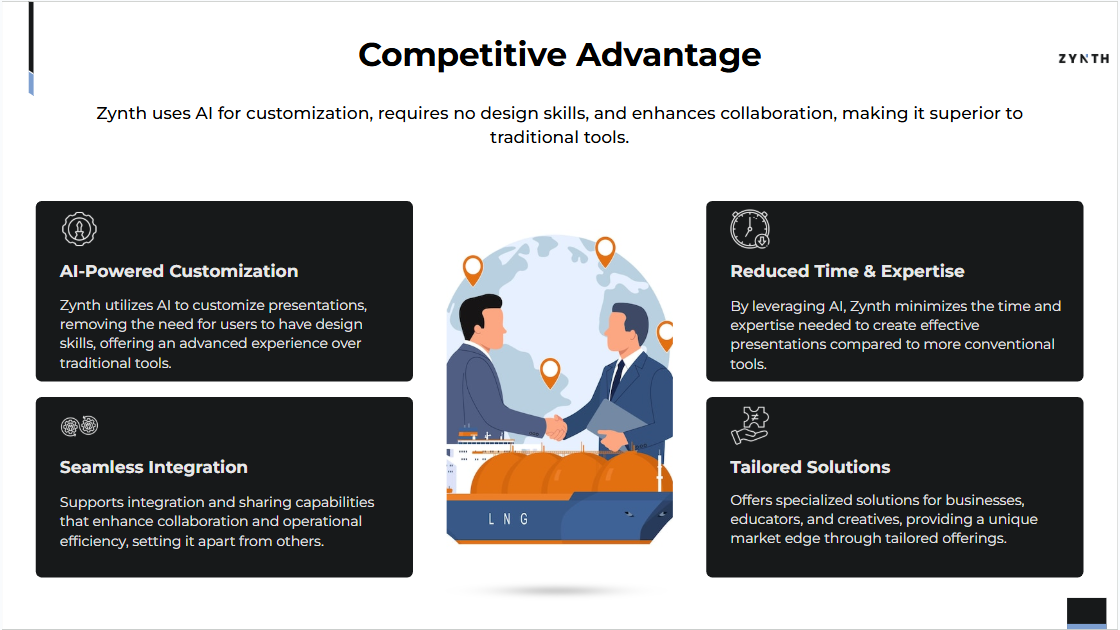 Competitive Advantage
ZYNTH
Zynth uses AI for customization, requires no design skills, and enhances collaboration, making it superior to
traditional tools.
AI-Powered Customization
Zynth utilizes AI to customize presentations,
removing the need for users to have design
skills, offering an advanced experience over
traditional tools.
Reduced Time & Expertise
By leveraging AI, Zynth minimizes the time and
expertise needed to create effective
presentations compared to more conventional
tools.
Seamless Integration
Supports integration and sharing capabilities
that enhance collaboration and operational
efficiency, setting it apart from others.
Tailored Solutions
Offers specialized solutions for businesses,
educators, and creatives, providing a unique
market edge through tailored offerings.
LNG